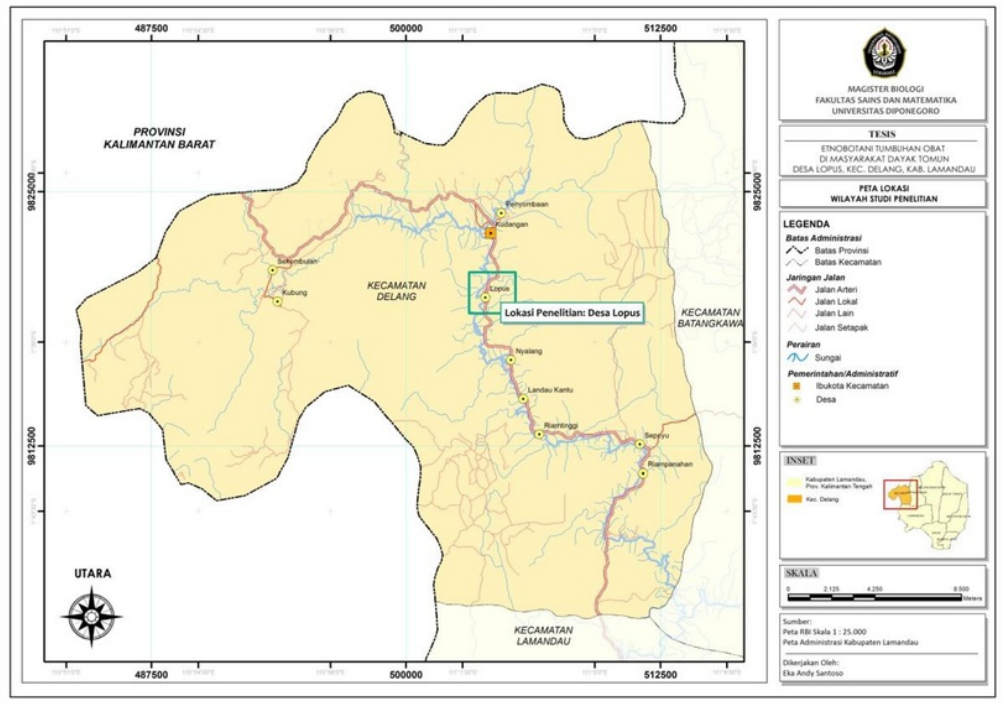 487500
500000
512500
PROVINSI
KALIMANTAN BARAT
9825000
9825000
Penyombaan
Kudangan
Sekombulan
Kubung
KECAMATAN
DELANG
Lopus
Lokasi Penelitian: Desa Lopus
KECAMATAN
BATANGKAWA
Nyalang
Landau Kantu
Riamtinggi
Sepoyu
Riampanahan
9812500
9812500
UTARA
KECAMATAN
LAMANDAU
487500
500000
512500
MAGISTER BIOLOGI
FAKULTAS SAINS DAN MATEMATIKA
UNIVERSITAS DIPONEGORO
TESIS
ETNOBOTANI TUMBUHAN OBAT
DI MASYARAKAT DAYAK TOMUN
DESA LOPUS, KEC. DELANG, KAB. LAMANDAU
PETA LOKASI
WILAYAH STUDI PENELITIAN
LEGENDA
Batas Administrasi
Batas Provinsi
Batas Kecamatan
Jaringan Jalan
Jalan Arteri
Jalan Lokal
Jalan Lain
Jalan Setapak
Perairan
Sungai
Pemerintahan/Administratif
Ibukota Kecamatan
Desa
INSET
Kabupaten Lamandau,
Prov. Kalimantan Tengah
Kec. Delang
SKALA
0 2.125 4.250 8.500
Meters
Sumber:
Peta RBI Skala 1 : 25.000
Peta Administrasi Kabupaten Lamandau
Dikerjakan Oleh:
Eka Andy Santoso